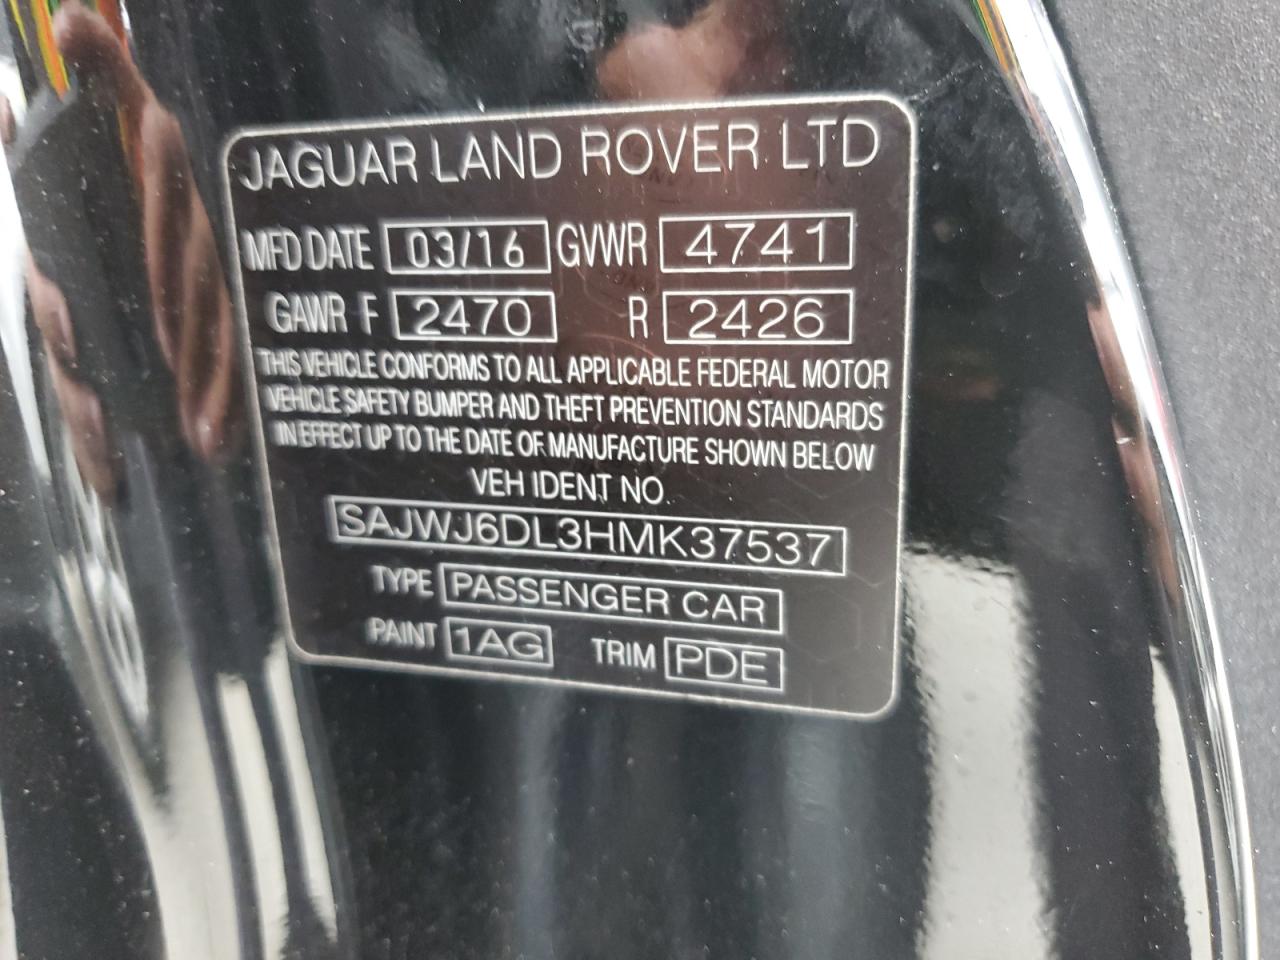 JAGUAR LAND ROVER LTD
MFD DATE 03/16 GVWR 4741
GAWR F 2470 R 2426
THIS VEHICLE CONFORMS TO ALL APPLICABLE FEDERAL MOTOR
VEHICLE SAFETY BUMPER AND THEFT PREVENTION STANDARDS
IN EFFECT UP TO THE DATE OF MANUFACTURE SHOWN BELOW
VEH IDENT NO
SAJWJ6DL3HMK37537
TYPE PASSENGER CAR
PAINT 1AG TRIM PDE